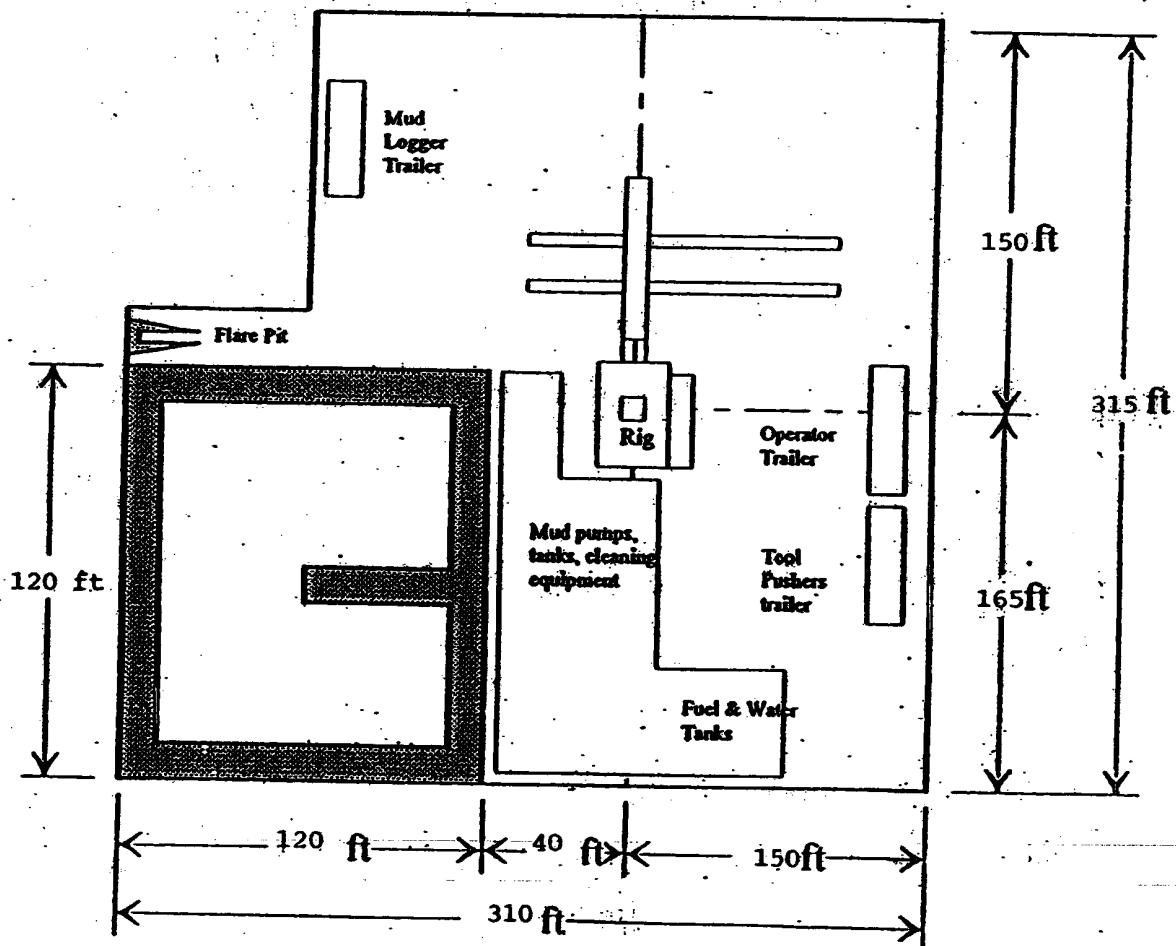 Mud
Logger
Trailer
150 ft
Flare Pit
315 ft
Rig
Operator
Trailer
Mud pumps,
tanks, cleaning
equipment
Tool
Pushers
trailer
120 ft
165ft
Fuel & Water
Tanks
120 ft
40 ft
150ft
310 ft